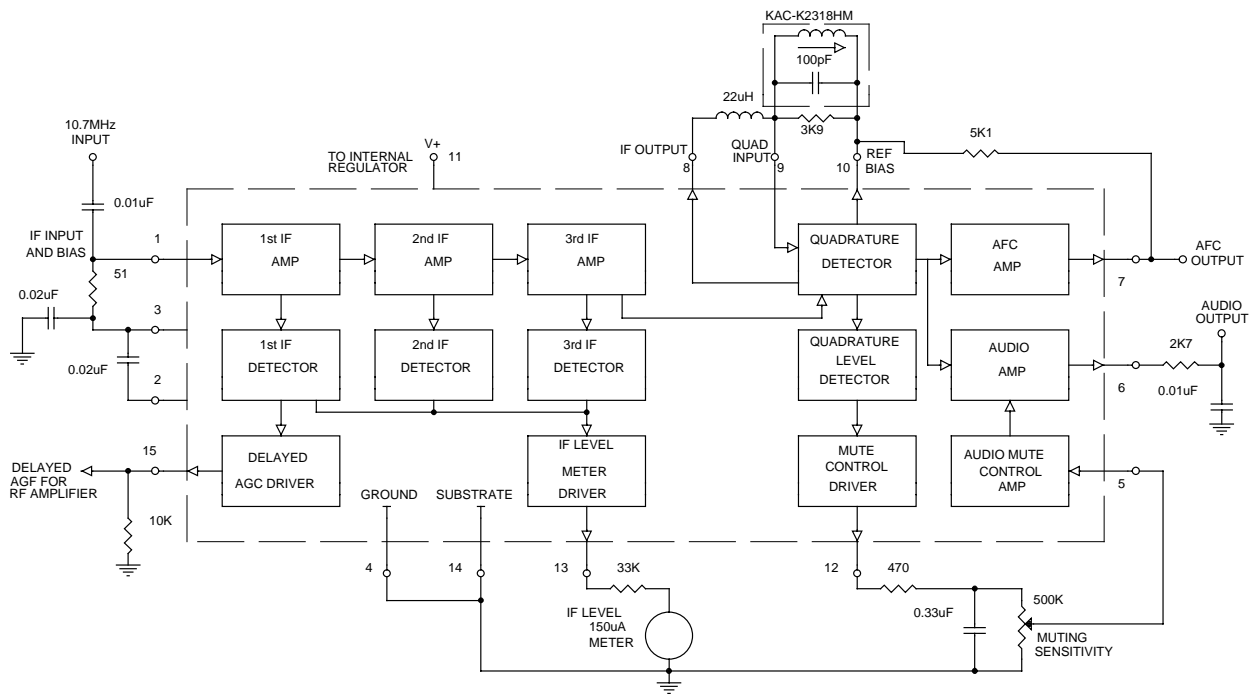 KAC-K2318HM
100pF
22uH
3K9
10.7MHz
INPUT
0.01uF
TO INTERNAL
REGULATOR
V+
11
IF OUTPUT
8
QUAD
INPUT
9
10
REF
BIAS
5K1
IF INPUT
AND BIAS
1
51
0.02uF
3
0.02uF
2
1st IF
AMP
2nd IF
AMP
3rd IF
AMP
QUADRATURE
DETECTOR
AFC
AMP
7
AFC
OUTPUT
1st IF
DETECTOR
2nd IF
DETECTOR
3rd IF
DETECTOR
QUADRATURE
LEVEL
DETECTOR
AUDIO
AMP
6
2K7
AUDIO
OUTPUT
0.01uF
DELAYED
AGF FOR
RF AMPLIFIER
15
10K
DELAYED
AGC DRIVER
GROUND
SUBSTRATE
IF LEVEL
METER
DRIVER
MUTE
CONTROL
DRIVER
AUDIO MUTE
CONTROL
AMP
5
4
14
13
33K
IF LEVEL
150uA
METER
12
470
0.33uF
500K
MUTING
SENSITIVITY